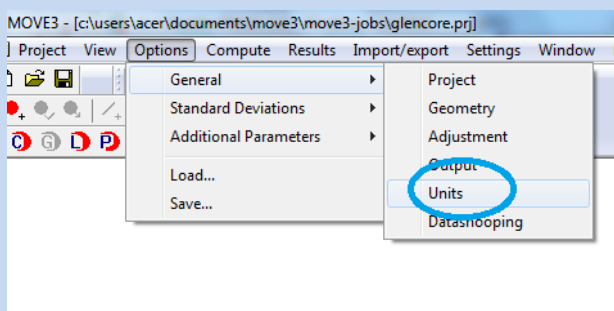 MOVE3 - [c:\users\acer\documents\move3\move3-jobs\glencore.prj]
Project View Options Compute Results Import/export Settings Window
General
Standard Deviations
Additional Parameters
Load...
Save...
Project
Geometry
Adjustment
Output
Units
Datasnooping
C G L P